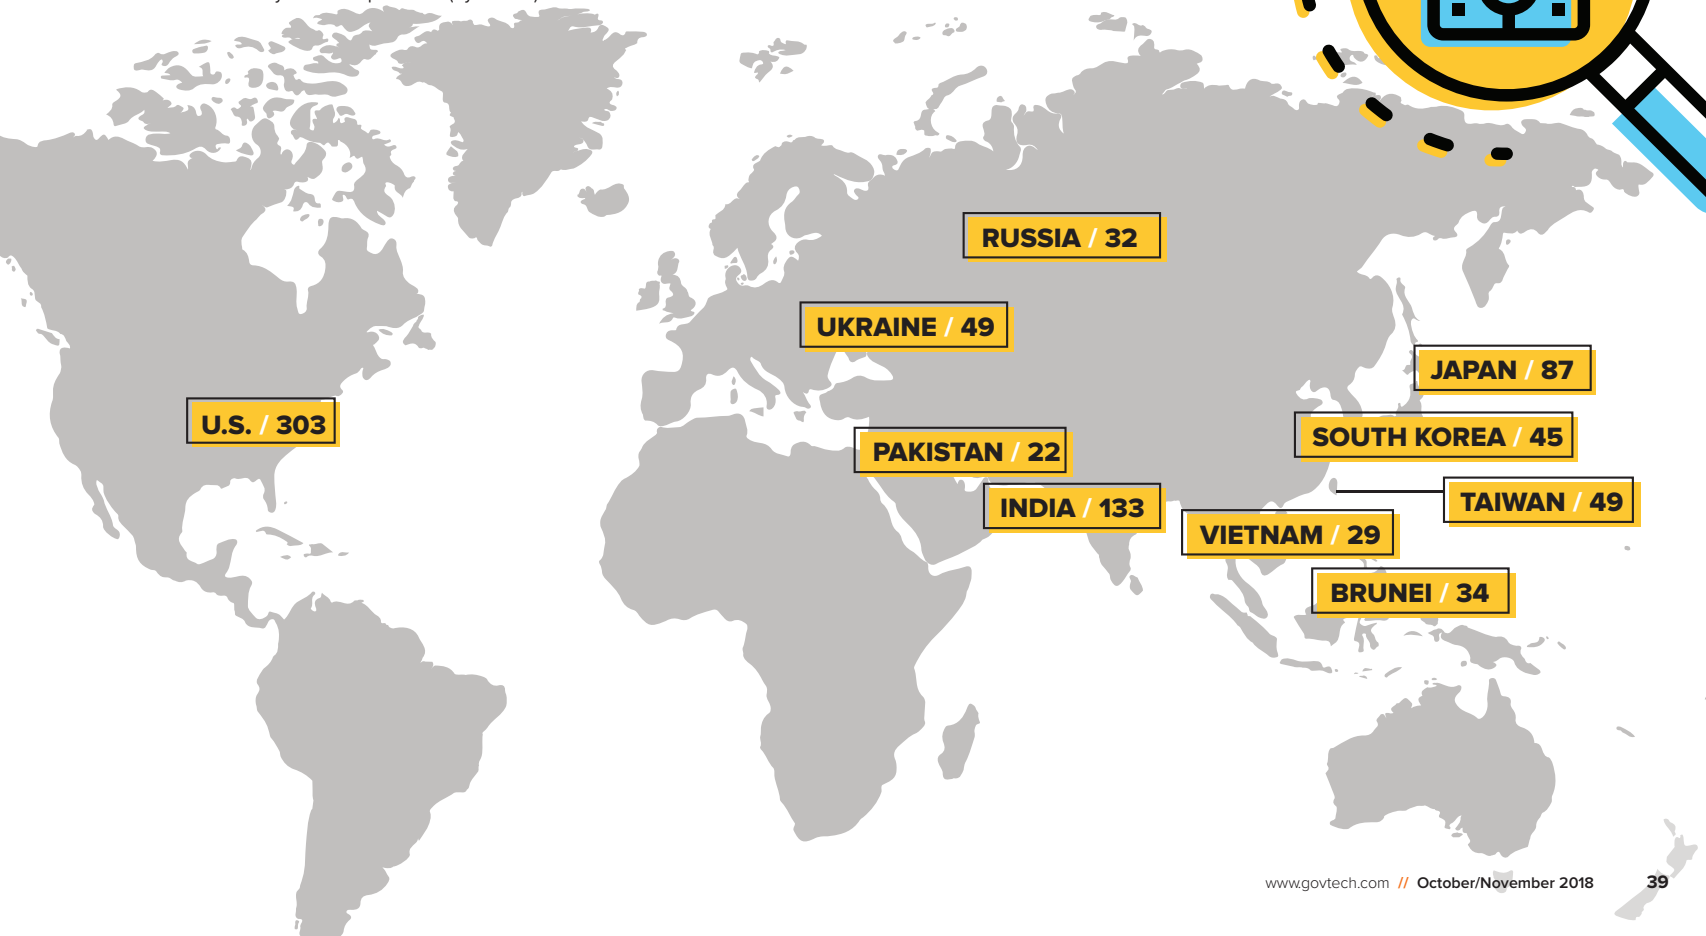 RUSSIA / 32
UKRAINE / 49
JAPAN / 87
U.S. / 303
SOUTH KOREA / 45
PAKISTAN / 22
TAIWAN / 49
INDIA / 133
VIETNAM / 29
BRUNEI / 34
www.govtech.com // October/November 2018 39